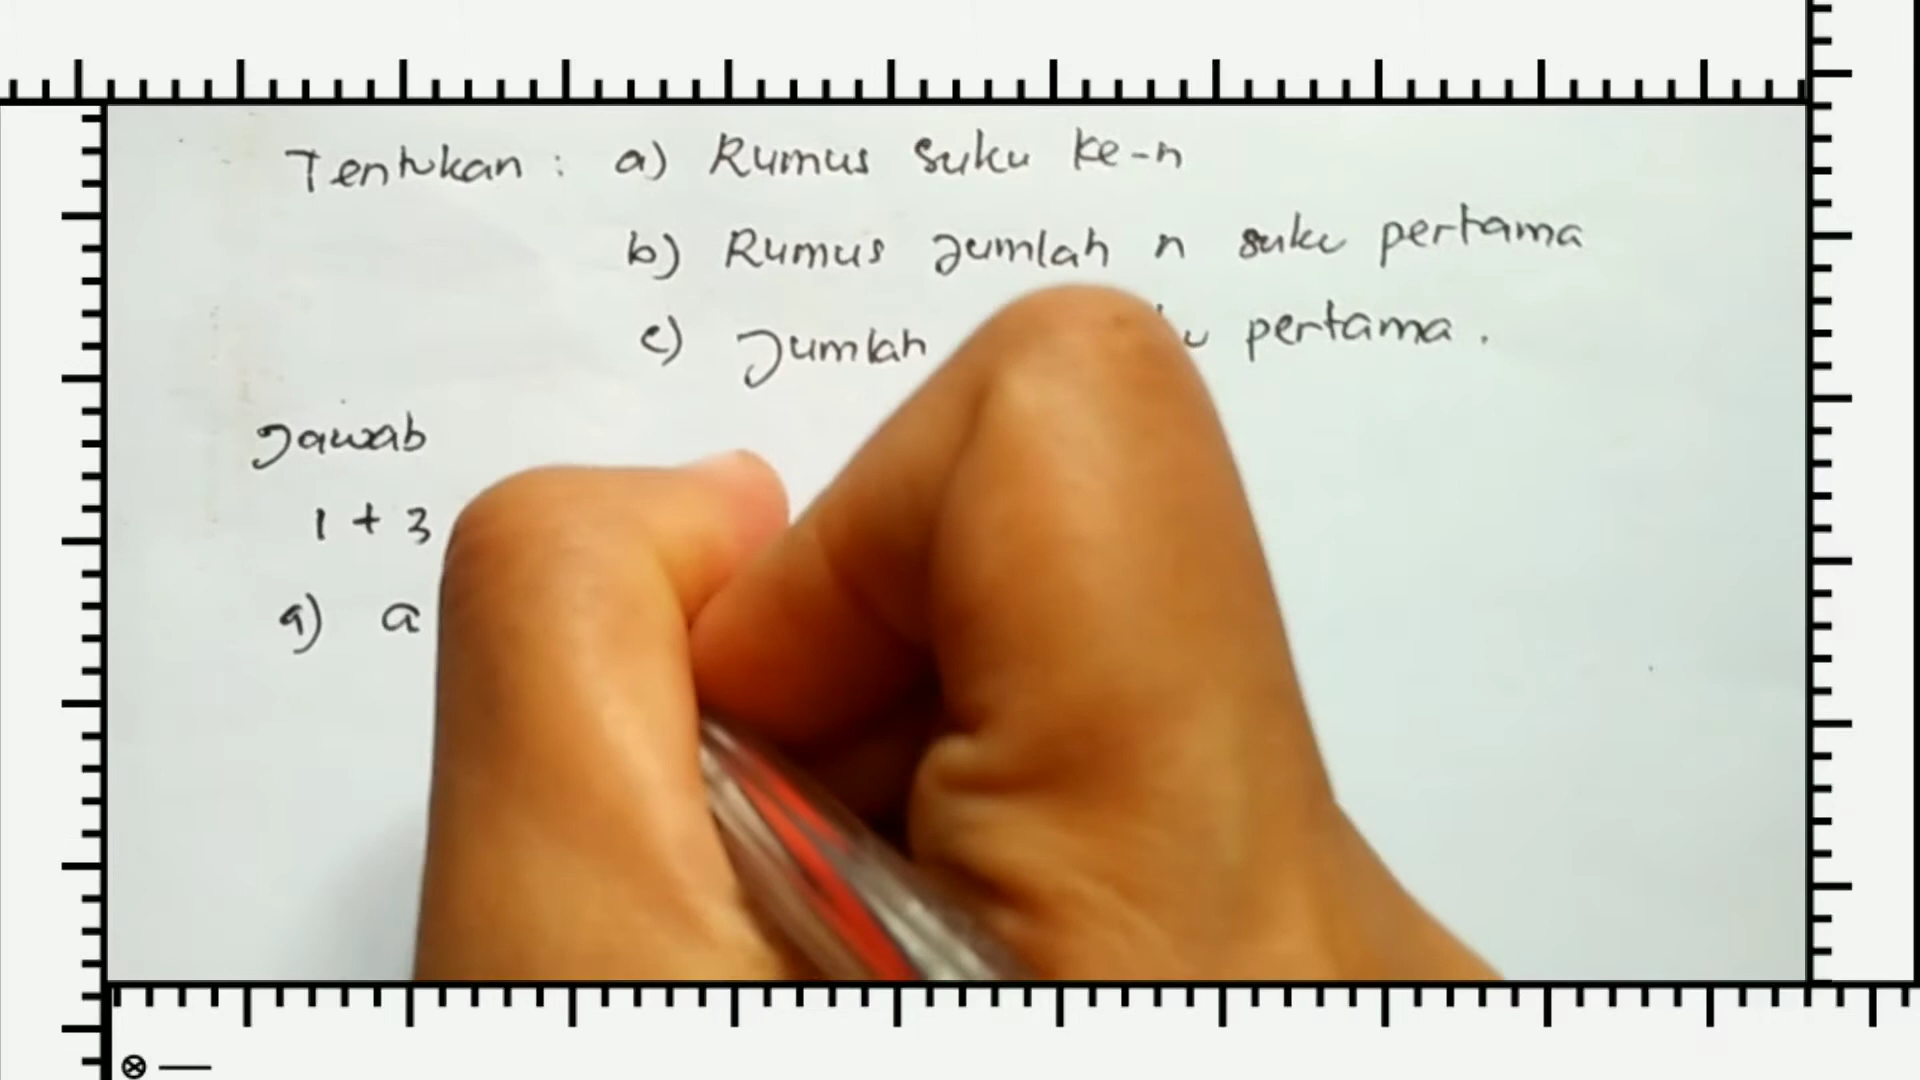 Tentukan : a) Rumus suku ke-n
b) Rumus Jumlah n suku pertama
c) Jumlah pertama.
Jawab
1 + 3
a) a